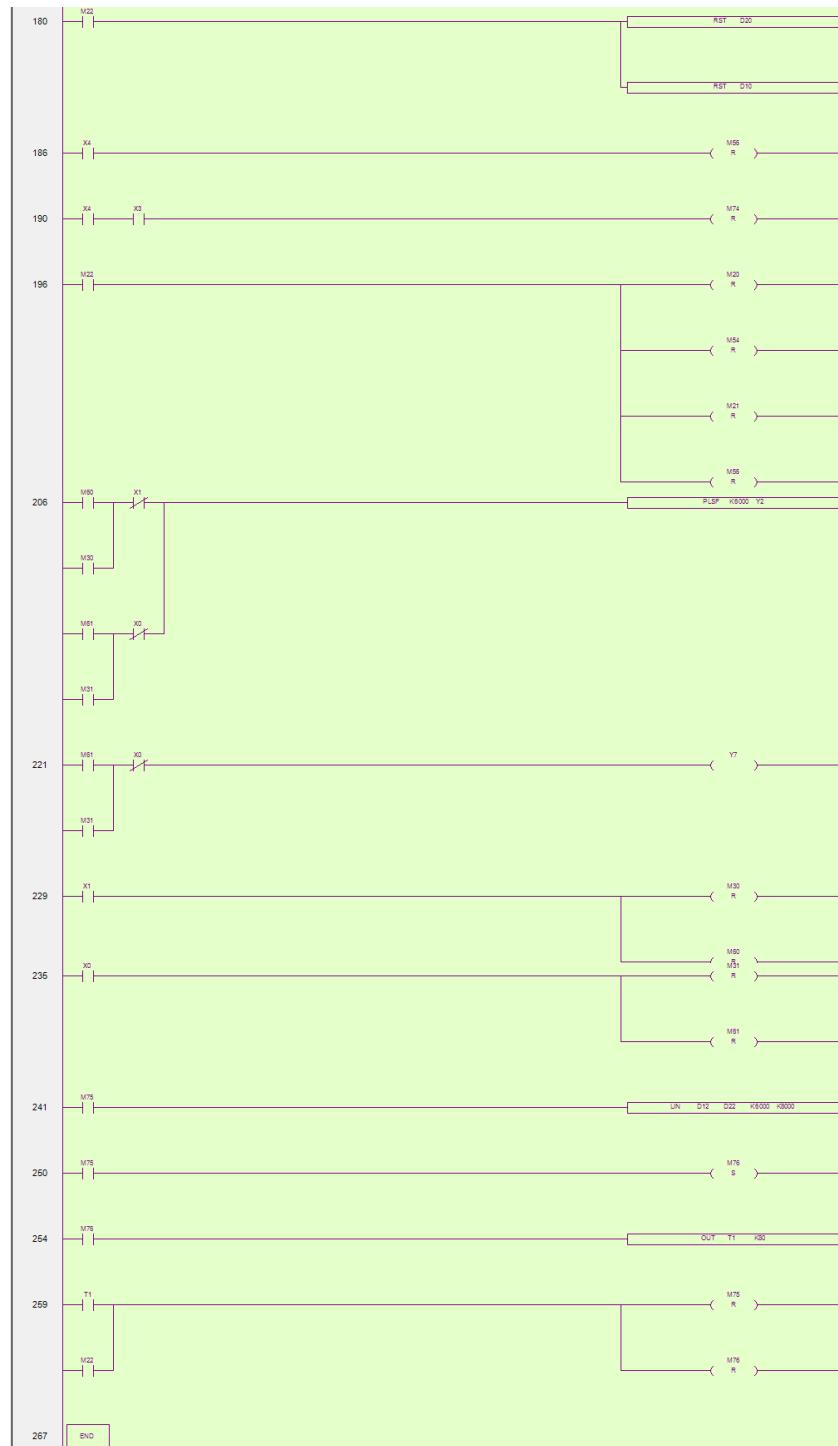 M22
180 RST D20
RST D10
X4 M56
186 R
X4 X3 M74
190 R
M22 M20
196 R
M54
R
M21
R
M55
R
M60 X1
206 PLSF K6000 Y2
M30
M61 X0
M31
M61 X0 Y7
221
M31
X1 M30
229 R
M60
R
X0 M31
235 R
M61
R
M75
241 LIN D12 D22 K6000 K8000
M75 M76
250 S
M76
254 OUT T1 K80
T1 M75
259 R
M22 M76
R
267 END